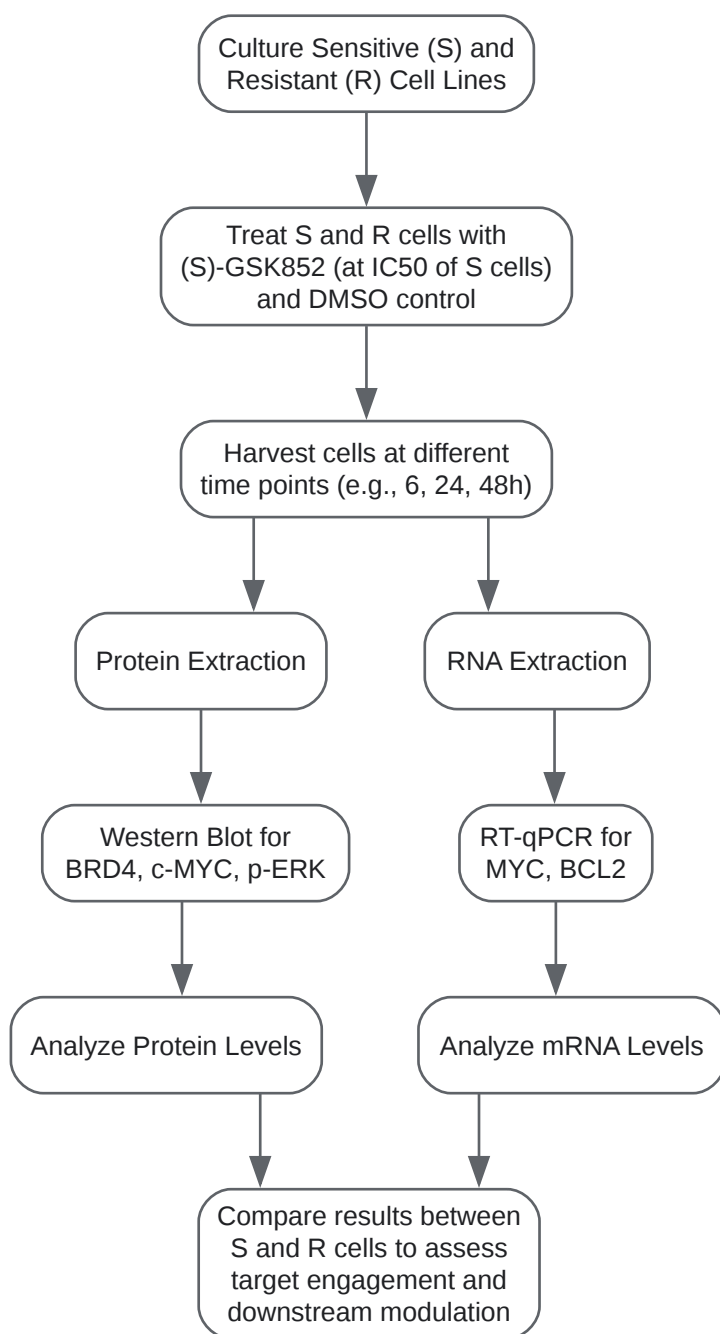 Culture Sensitive (S) and
Resistant (R) Cell Lines
Treat S and R cells with
(S)-GSK852 (at IC50 of S cells)
and DMSO control
Harvest cells at different
time points (e.g., 6, 24, 48h)
Protein Extraction
RNA Extraction
Western Blot for
BRD4, c-MYC, p-ERK
RT-qPCR for
MYC, BCL2
Analyze Protein Levels
Analyze mRNA Levels
Compare results between
S and R cells to assess
target engagement and
downstream modulation